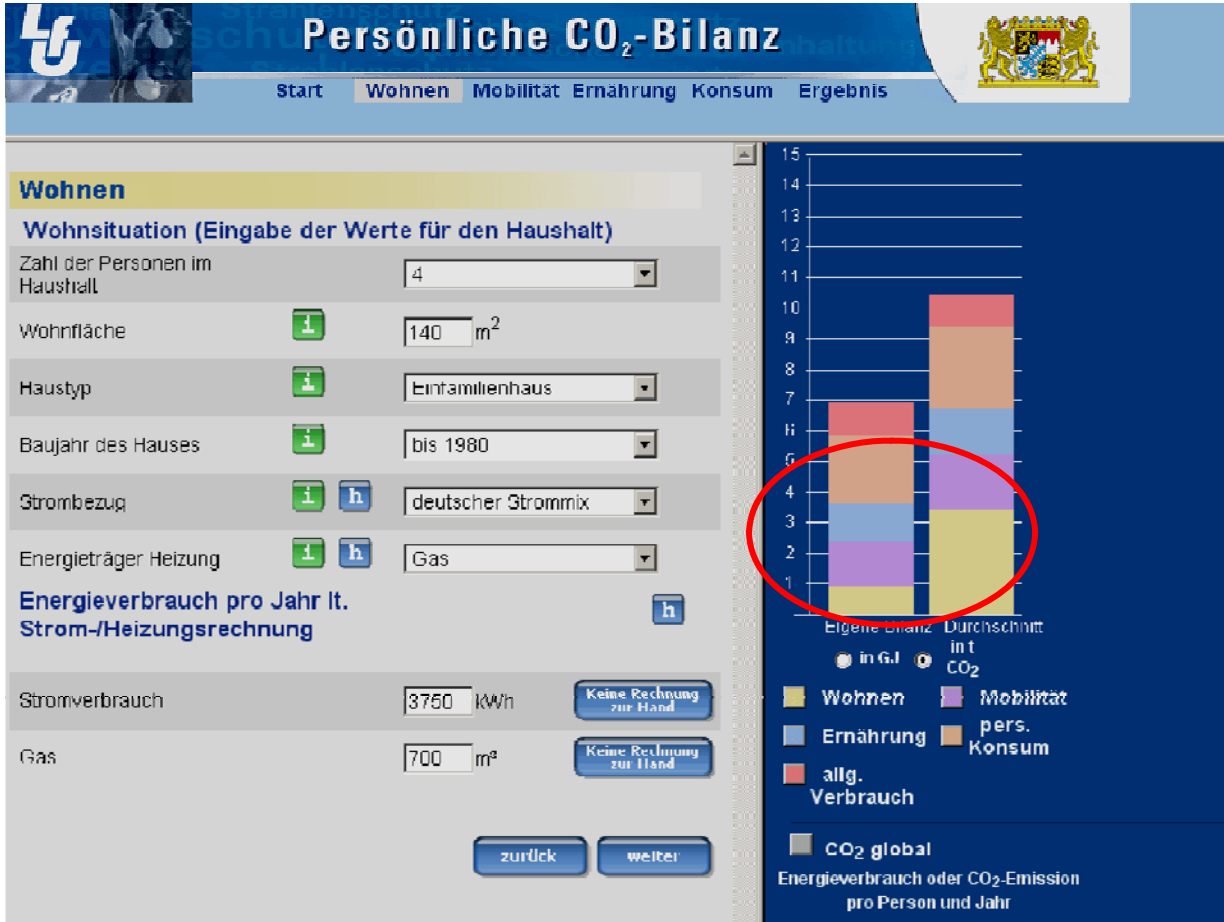 LfU
Persönliche CO₂-Bilanz
Start Wohnen Mobilität Ernährung Konsum Ergebnis
Wohnen
Wohnsituation (Eingabe der Werte für den Haushalt)
Zahl der Personen im
Haushalt
4
Wohnfläche
i
140 m²
Haustyp
i
Einfamilienhaus
Baujahr des Hauses
i
bis 1980
Strombezug
i h
deutscher Strommix
Energieträger Heizung
i h
Gas
Energieverbrauch pro Jahr lt.
Strom-/Heizungsrechnung
h
Stromverbrauch
3750 kWh
Keine Rechnung
zur Hand
Gas
700 m³
Keine Rechnung
zur Hand
zurück weiter
15
14
13
12
11
10
9
8
7
6
5
4
3
2
1
Eigene Bilanz Durchschnitt
in GJ
in t
CO₂
Wohnen Mobilität
Ernährung
pers.
Konsum
allg.
Verbrauch
CO₂ global
Energieverbrauch oder CO₂-Emission
pro Person und Jahr